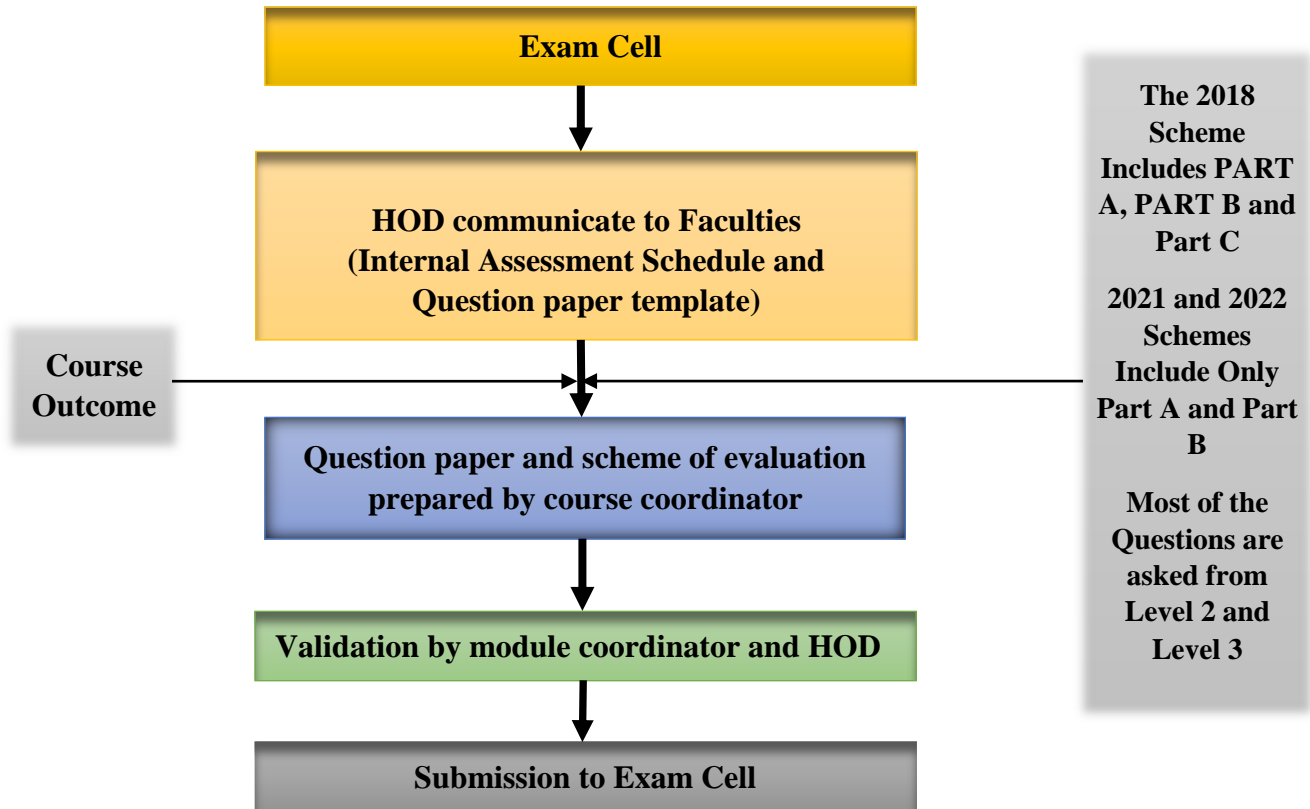 Exam Cell
HOD communicate to Faculties
(Internal Assessment Schedule and
Question paper template)
Course
Outcome
Question paper and scheme of evaluation
prepared by course coordinator
Validation by module coordinator and HOD
Submission to Exam Cell
The 2018
Scheme
Includes PART
A, PART B and
Part C
2021 and 2022
Schemes
Include Only
Part A and Part
B
Most of the
Questions are
asked from
Level 2 and
Level 3